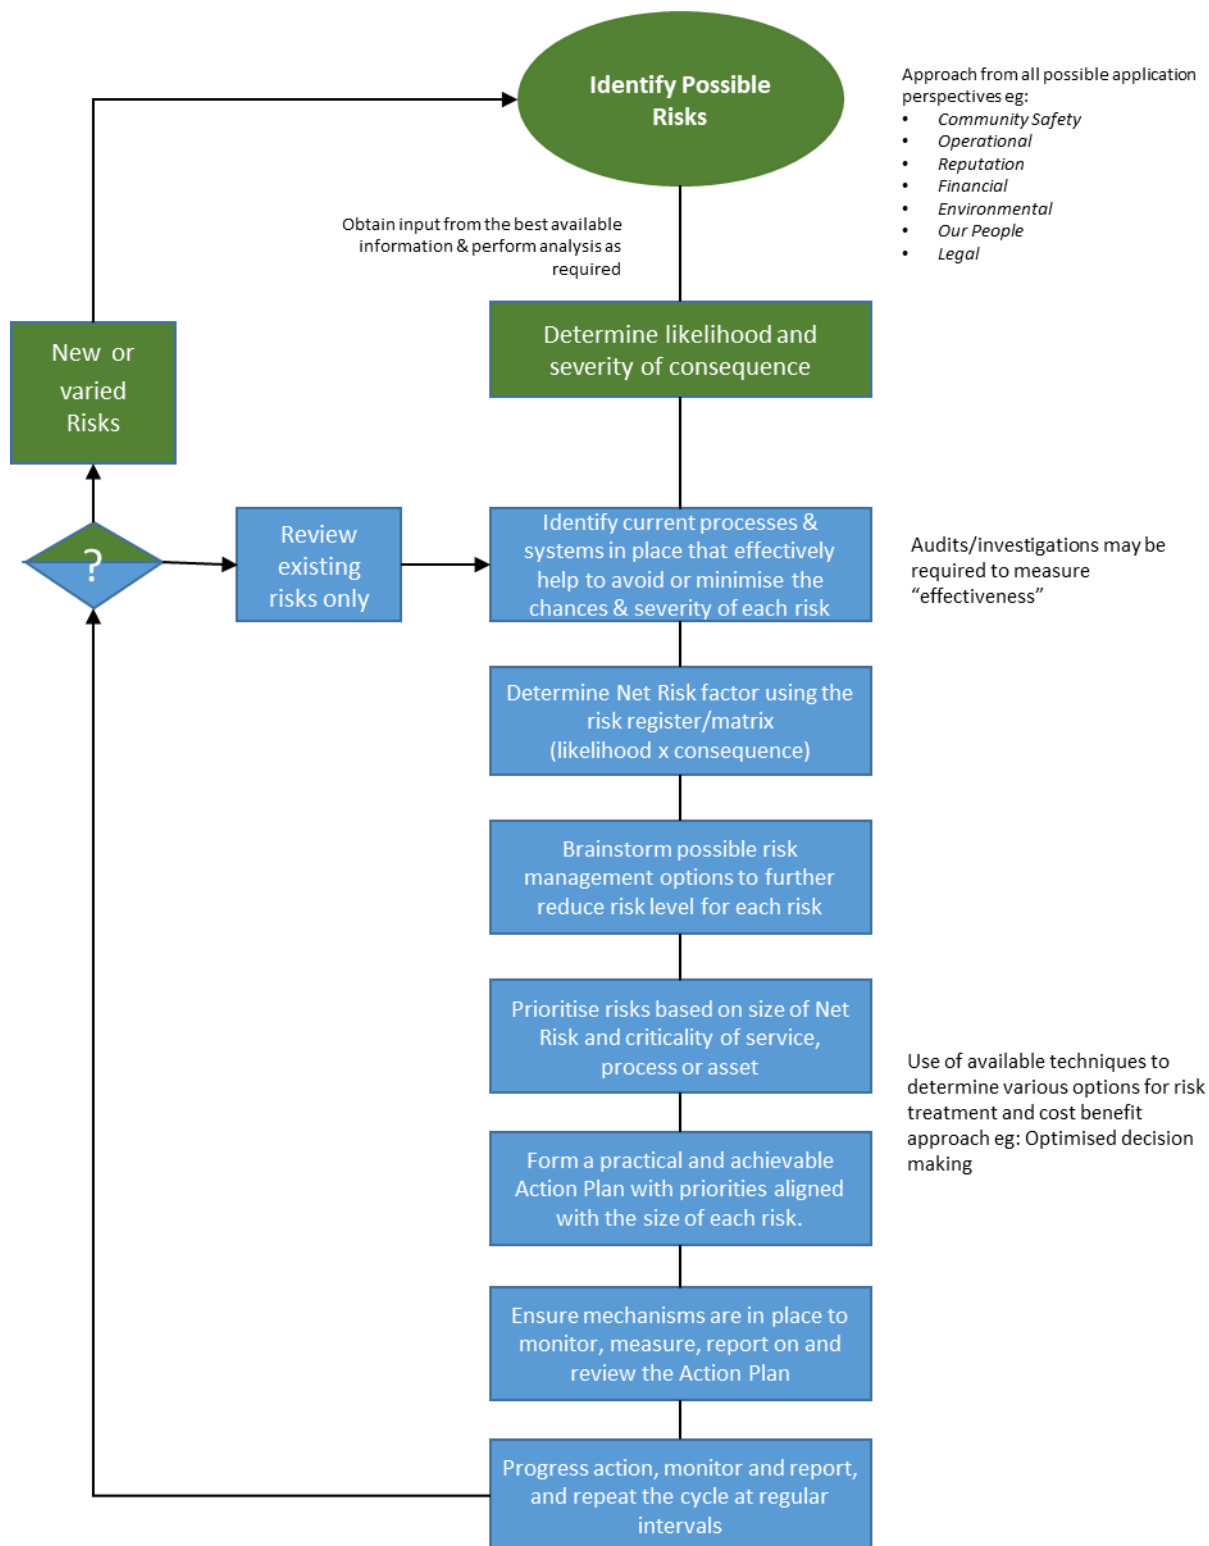 Identify Possible
Risks
Approach from all possible application
perspectives eg:
• Community Safety
• Operational
• Reputation
• Financial
• Environmental
• Our People
• Legal
Obtain input from the best available
information & perform analysis as
required
Determine likelihood and
severity of consequence
New or
varied
Risks
?
Review
existing
risks only
Identify current processes &
systems in place that effectively
help to avoid or minimise the
chances & severity of each risk
Audits/investigations may be
required to measure
“effectiveness”
Determine Net Risk factor using the
risk register/matrix
(likelihood x consequence)
Brainstorm possible risk
management options to further
reduce risk level for each risk
Prioritise risks based on size of Net
Risk and criticality of service,
process or asset
Use of available techniques to
determine various options for risk
treatment and cost benefit
approach eg: Optimised decision
making
Form a practical and achievable
Action Plan with priorities aligned
with the size of each risk.
Ensure mechanisms are in place to
monitor, measure, report on and
review the Action Plan
Progress action, monitor and report,
and repeat the cycle at regular
intervals